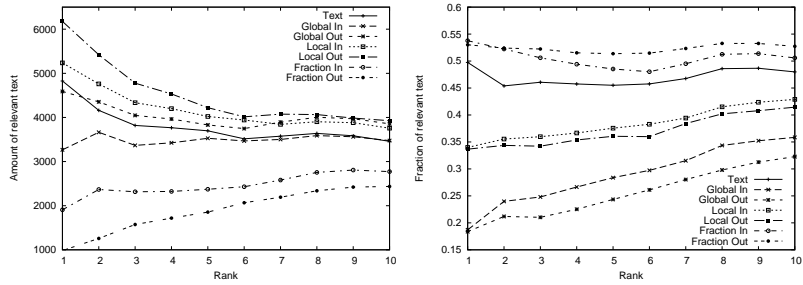 Amount of relevant text
6000
5000
4000
3000
2000
1000
1 2 3 4 5 6 7 8 9 10
Rank
Text
Global In
Global Out
Local In
Local Out
Fraction In
Fraction Out
Fraction of relevant text
0.6
0.55
0.5
0.45
0.4
0.35
0.3
0.25
0.2
0.15
1 2 3 4 5 6 7 8 9 10
Rank
Text
Global In
Global Out
Local In
Local Out
Fraction In
Fraction Out